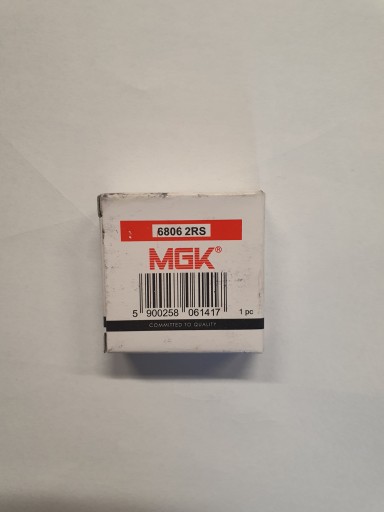 6806 2RS
MGK®
5 900258 061417
1 pc
COMMITTED TO QUALITY